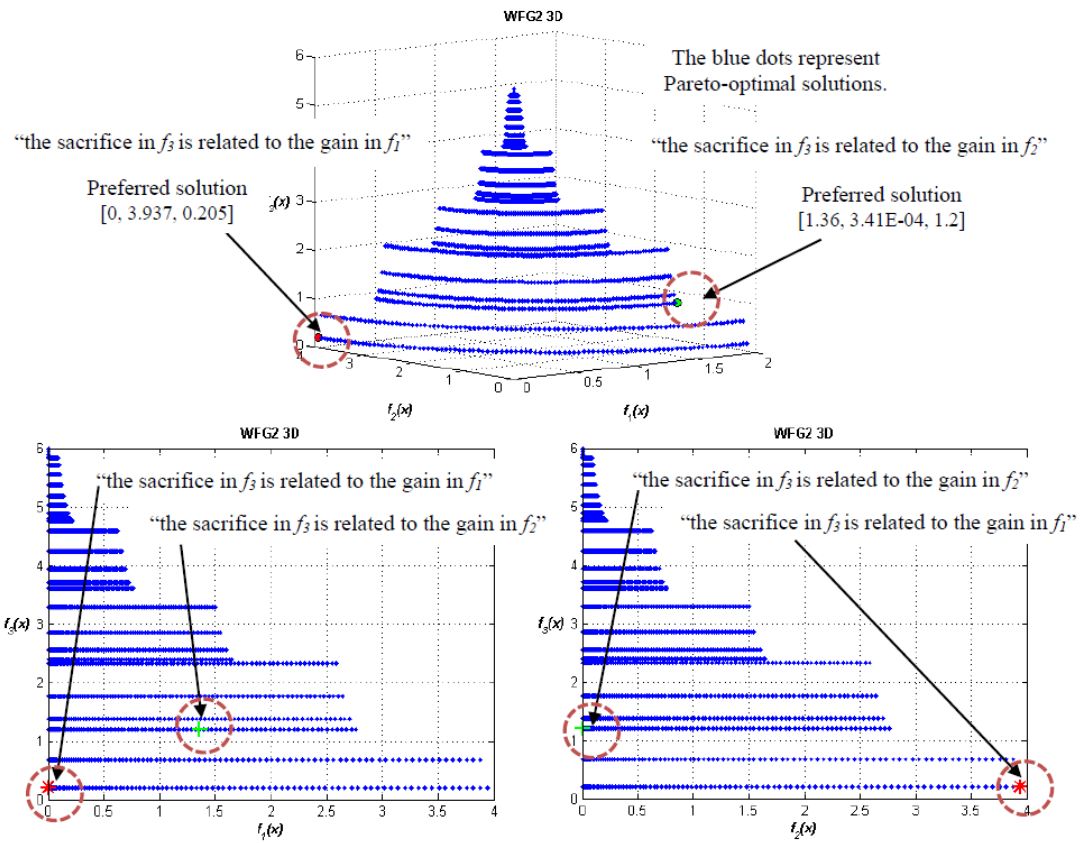 WFG2 3D
The blue dots represent
Pareto-optimal solutions.
“the sacrifice in f3 is related to the gain in f1”
“the sacrifice in f3 is related to the gain in f2”
Preferred solution
[0, 3.937, 0.205]
Preferred solution
[1.36, 3.41E-04, 1.2]
6
5
3
2
1
0
3(x)
4
3
2
1
0
f2(x)
0
0.5
1
1.5
2
f1(x)
WFG2 3D
“the sacrifice in f3 is related to the gain in f1”
“the sacrifice in f3 is related to the gain in f2”
6
5
4
f3(x)
3
2
1
0
0
0.5
1
1.5
2
2.5
3
3.5
4
f1(x)
WFG2 3D
“the sacrifice in f3 is related to the gain in f2”
“the sacrifice in f3 is related to the gain in f1”
6
5
4
f3(x)
3
2
1
0
0
0.5
1
1.5
2
2.5
3
3.5
4
f2(x)